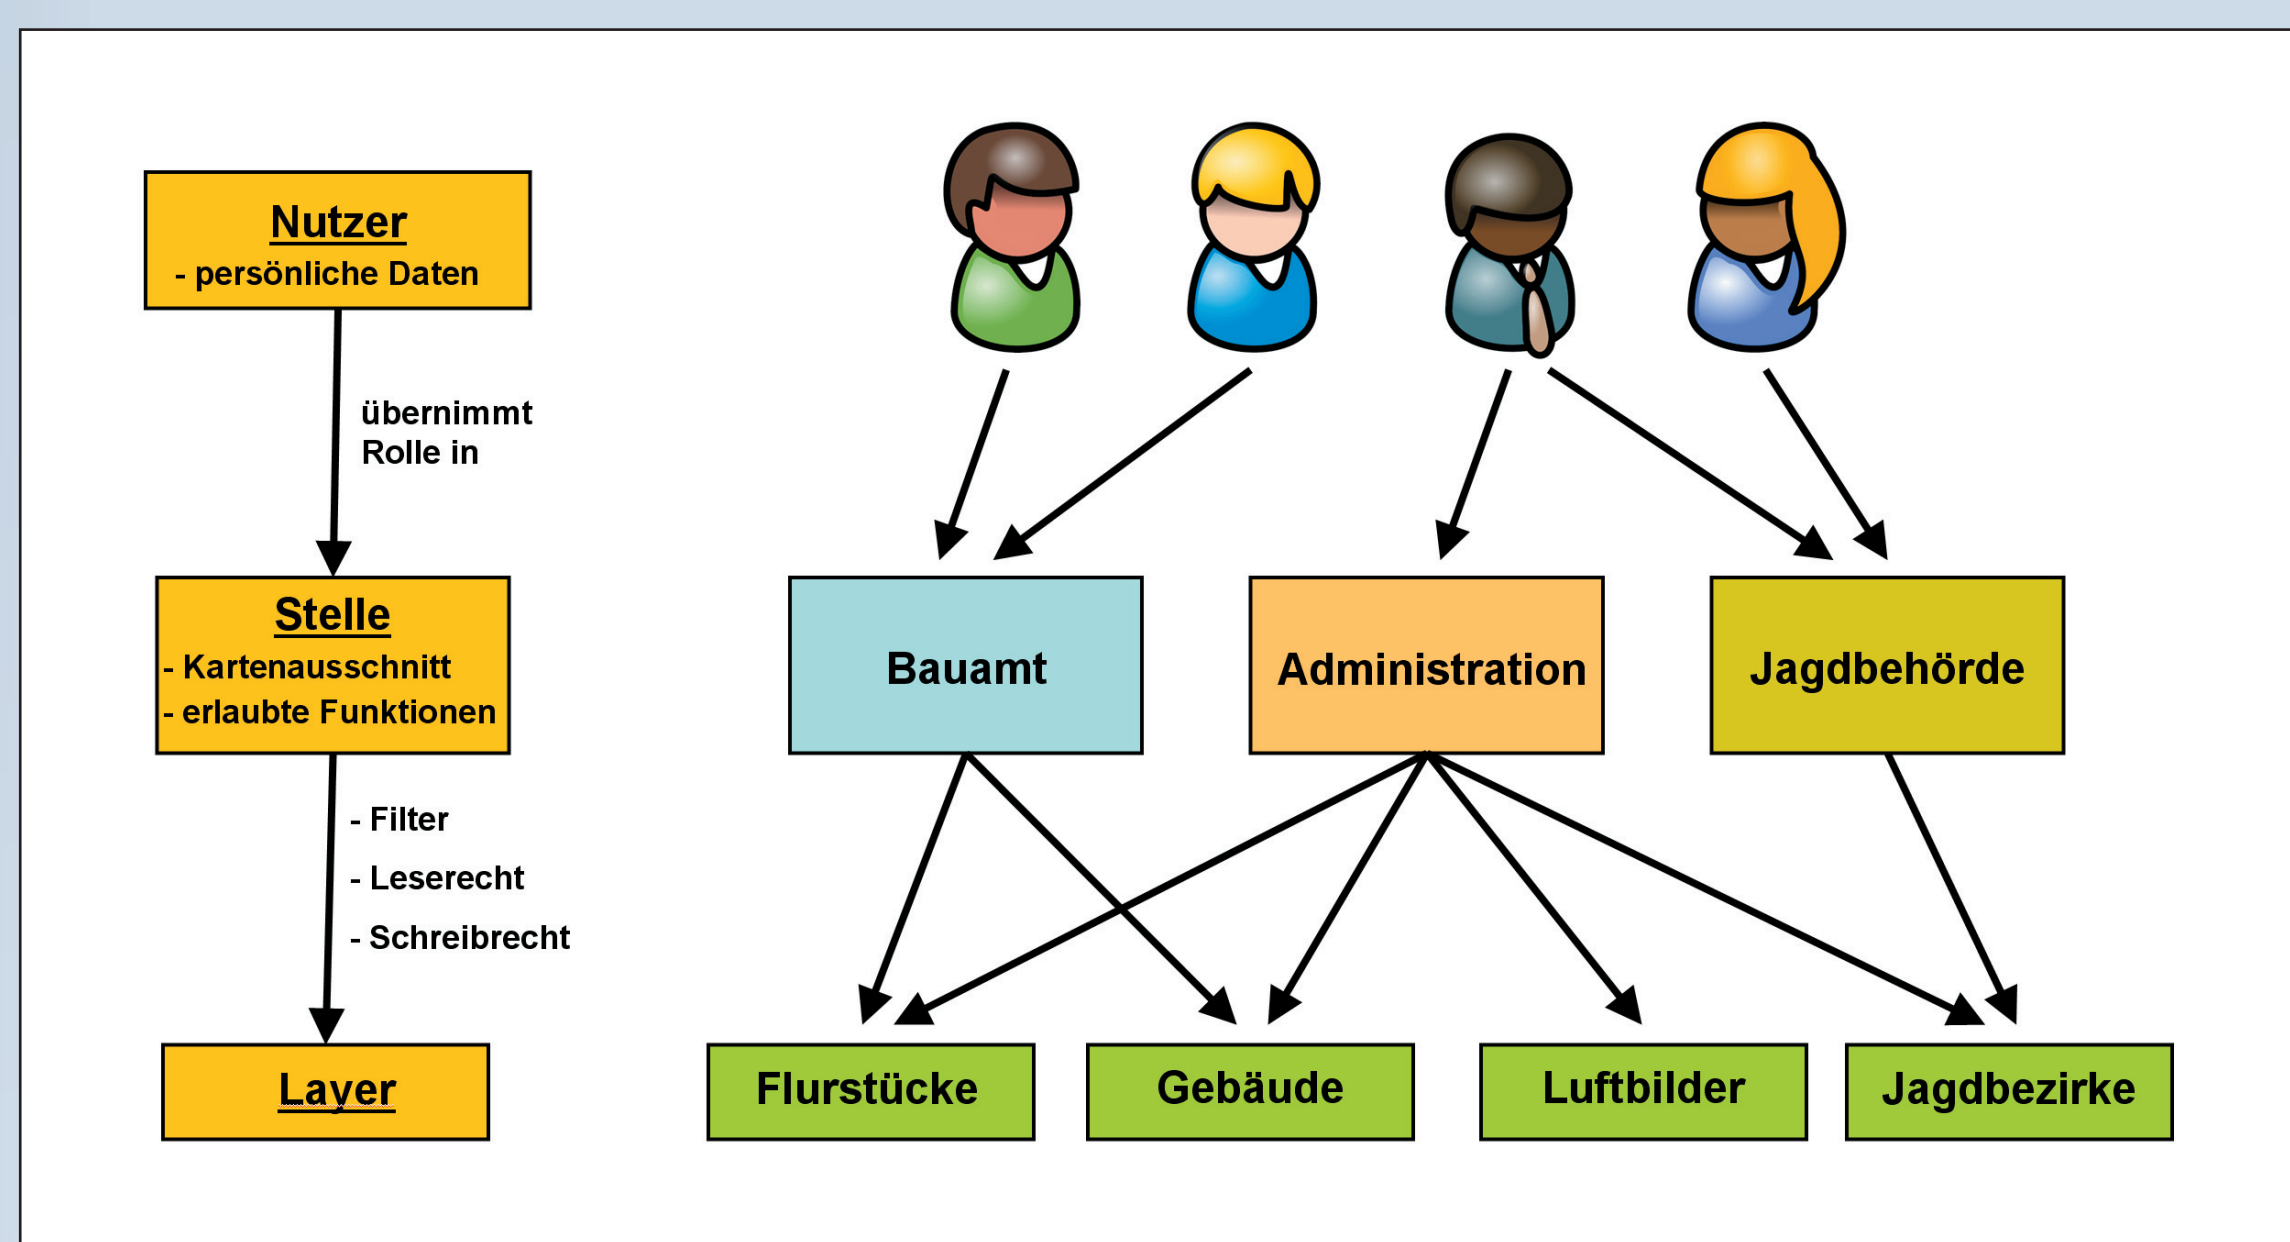 Nutzer
- persönliche Daten
übernimmt
Rolle in
Stelle
- Kartenausschnitt
- erlaubte Funktionen
- Filter
- Leserecht
- Schreibrecht
Layer
Bauamt
Administration
Jagdbehörde
Flurstücke
Gebäude
Luftbilder
Jagdbezirke